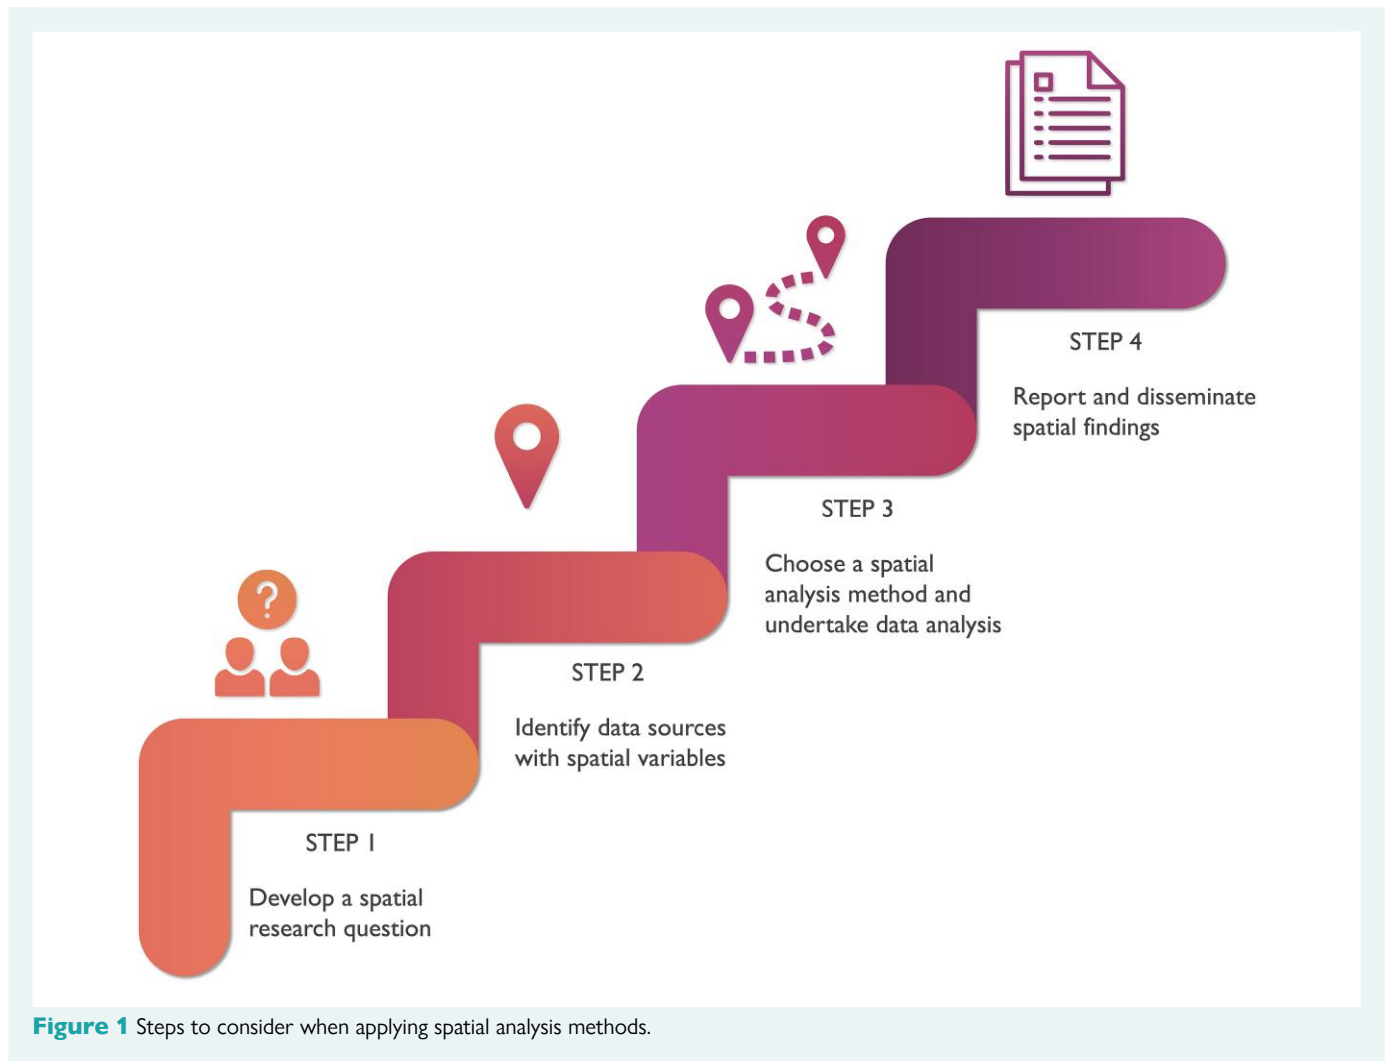 ?
STEP 1
Develop a spatial
research question
STEP 2
Identify data sources
with spatial variables
STEP 3
Choose a spatial
analysis method and
undertake data analysis
STEP 4
Report and disseminate
spatial findings
Figure 1 Steps to consider when applying spatial analysis methods.